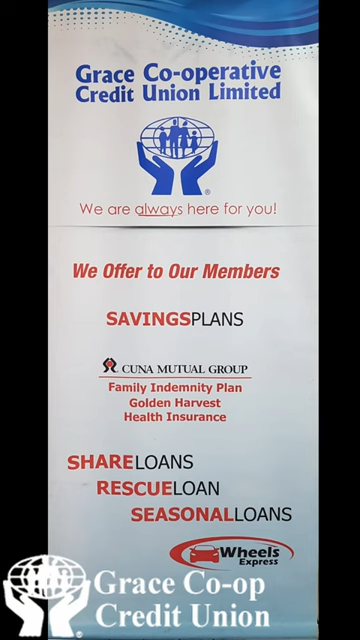 Grace Co-operative
Credit Union Limited
®
We are always here for you!
We Offer to Our Members
SAVINGSPLANS
CUNA MUTUAL GROUP
Family Indemnity Plan
Golden Harvest
Health Insurance
SHARELOANS
RESCUELOAN
SEASONALLOANS
Wheels
Express
Grace Co-op
Credit Union
®